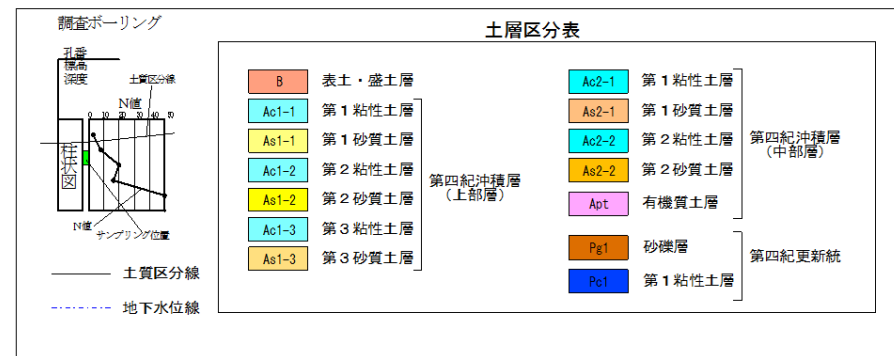 調査ボーリング
孔番
標高
深度
土質区分線
N値
0 10 20 30 40 50
柱状図
N値
サンプリング位置
土質区分線
地下水位線
土層区分表
B 表土・盛土層
Ac1-1 第1粘性土層
As1-1 第1砂質土層
Ac1-2 第2粘性土層
As1-2 第2砂質土層
Ac1-3 第3粘性土層
As1-3 第3砂質土層
第四紀沖積層
(上部層)
Ac2-1 第1粘性土層
As2-1 第1砂質土層
Ac2-2 第2粘性土層
As2-2 第2砂質土層
Apt 有機質土層
第四紀沖積層
(中部層)
Pg1 砂礫層
Pc1 第1粘性土層
第四紀更新統